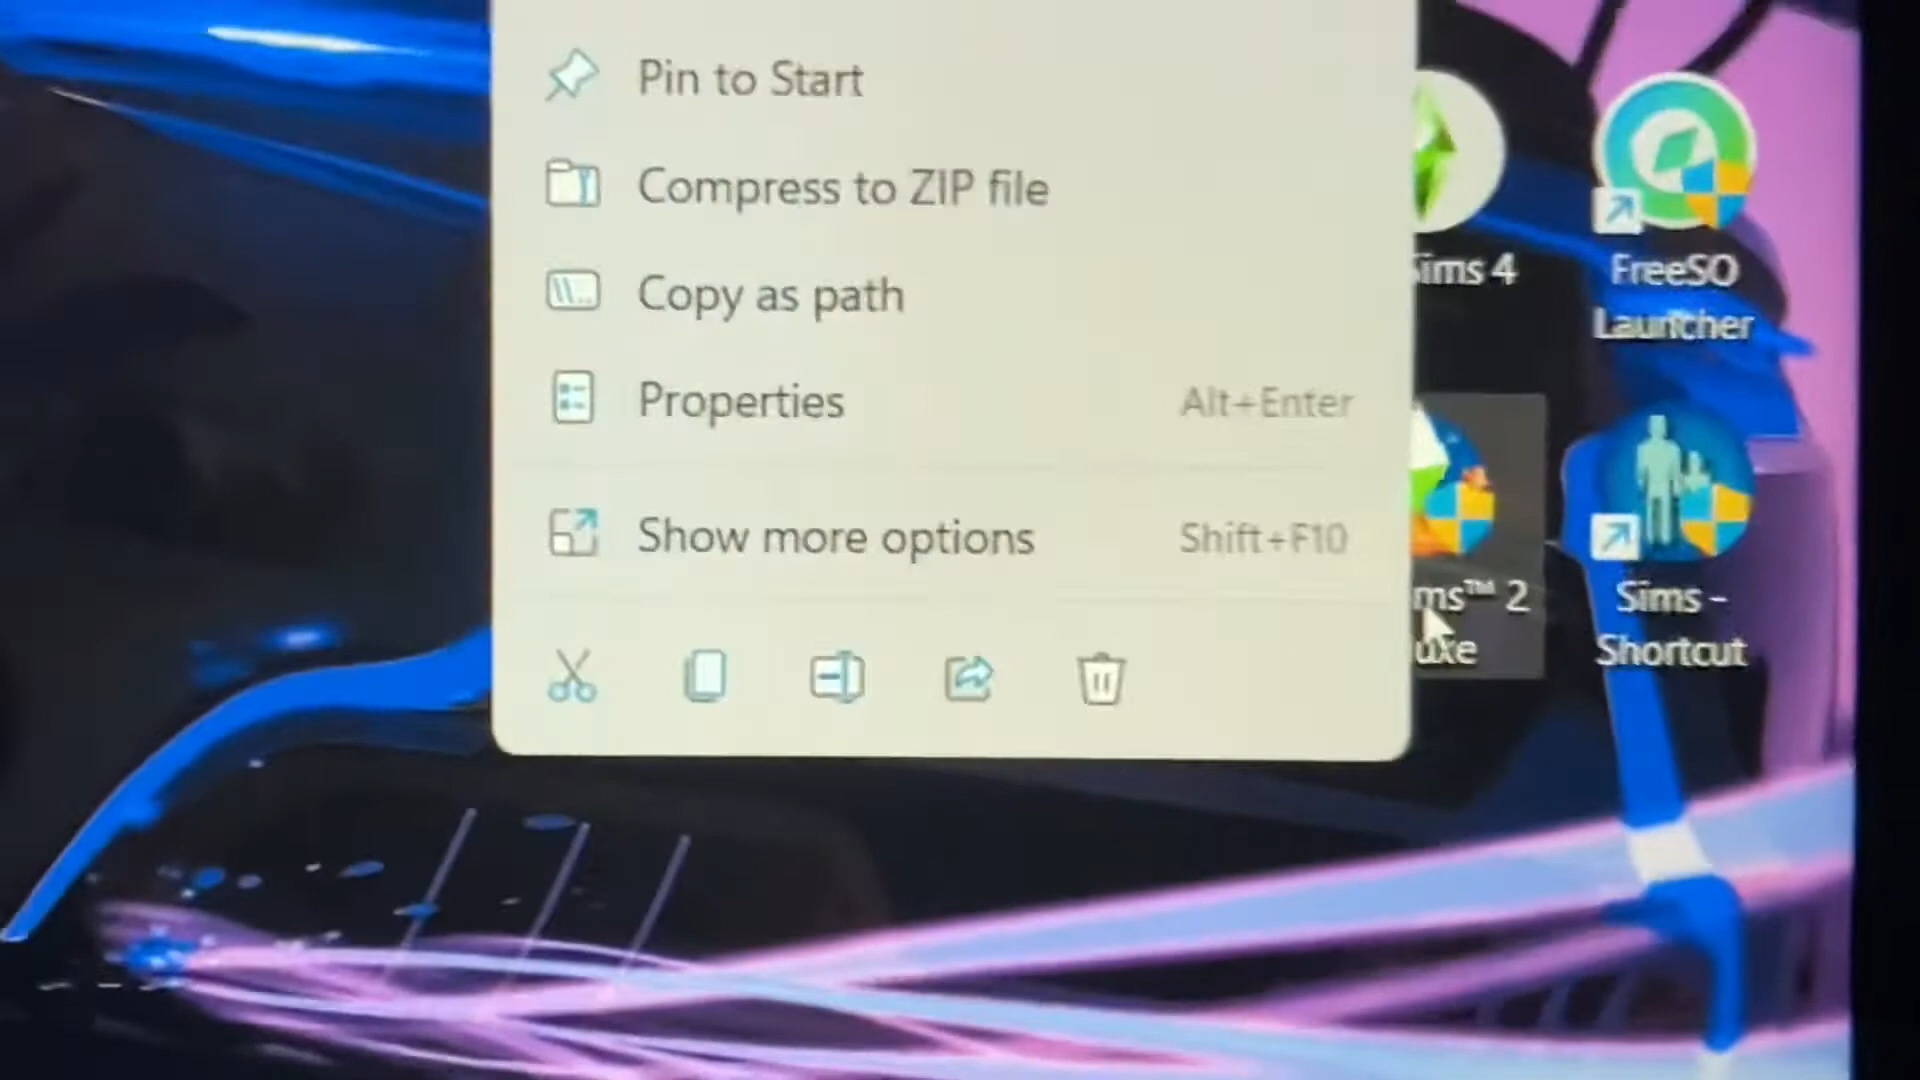 Pin to Start
Compress to ZIP file
Copy as path
Properties Alt+Enter
Show more options Shift+F10
Sims 4
FreeSO
Launcher
ms™ 2
uxe
Sims -
Shortcut